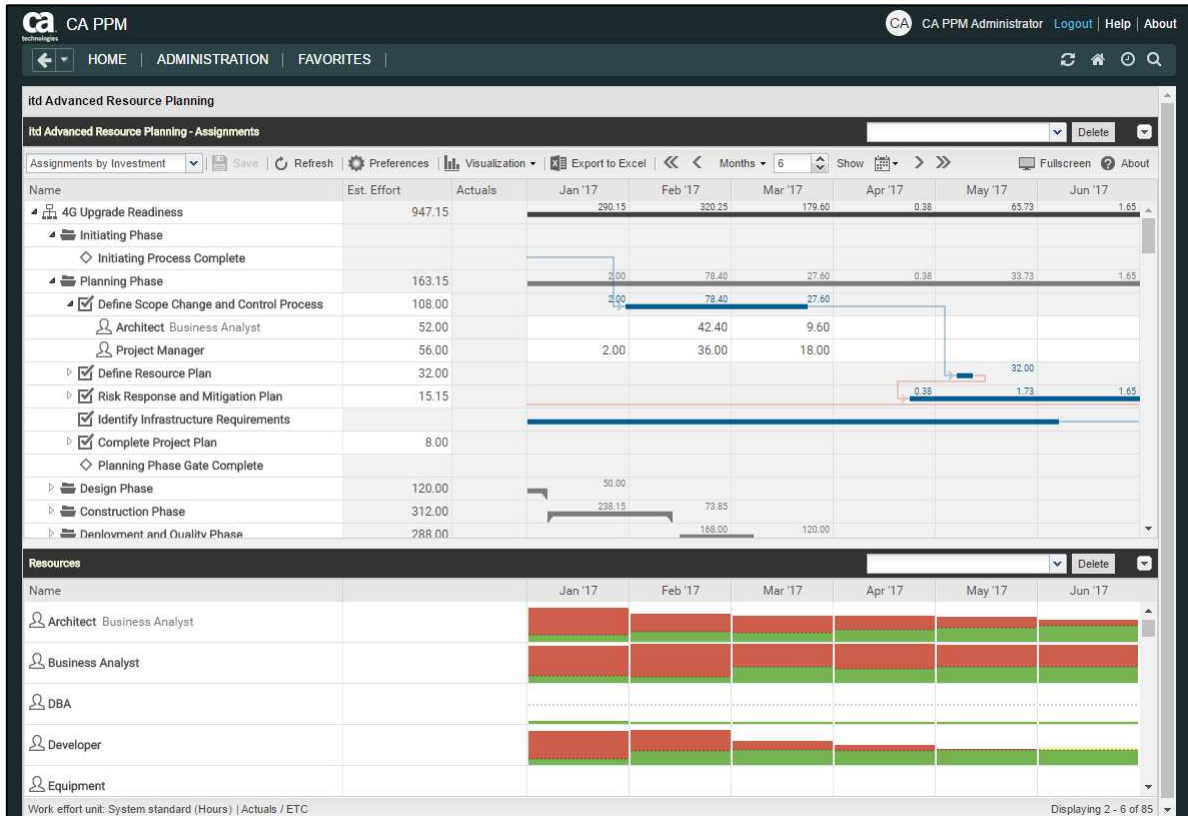 ca technologies CA PPM CA CA PPM Administrator Logout | Help | About
HOME | ADMINISTRATION | FAVORITES |
itd Advanced Resource Planning
itd Advanced Resource Planning - Assignments Delete
Assignments by Investment Save Refresh Preferences Visualization Export to Excel Months 6 Show Fullscreen About
Name Est. Effort Actuals Jan '17 Feb '17 Mar '17 Apr '17 May '17 Jun '17
4G Upgrade Readiness 947.15 290.15 320.25 179.60 0.38 65.73 1.65
Initiating Phase
Initiating Process Complete
Planning Phase 163.15 2.00 78.40 27.60 0.38 33.73 1.65
Define Scope Change and Control Process 108.00 2.00 78.40 27.60
Architect Business Analyst 52.00 42.40 9.60
Project Manager 56.00 2.00 36.00 18.00
Define Resource Plan 32.00 32.00
Risk Response and Mitigation Plan 15.15 0.38 1.73 1.65
Identify Infrastructure Requirements
Complete Project Plan 8.00
Planning Phase Gate Complete
Design Phase 120.00 50.00
Construction Phase 312.00 238.15 73.85
Deployment and Quality Phase 288.00 168.00 120.00
Resources Delete
Name Jan '17 Feb '17 Mar '17 Apr '17 May '17 Jun '17
Architect Business Analyst
Business Analyst
DBA
Developer
Equipment
Work effort unit: System standard (Hours) | Actuals / ETC Displaying 2 - 6 of 85